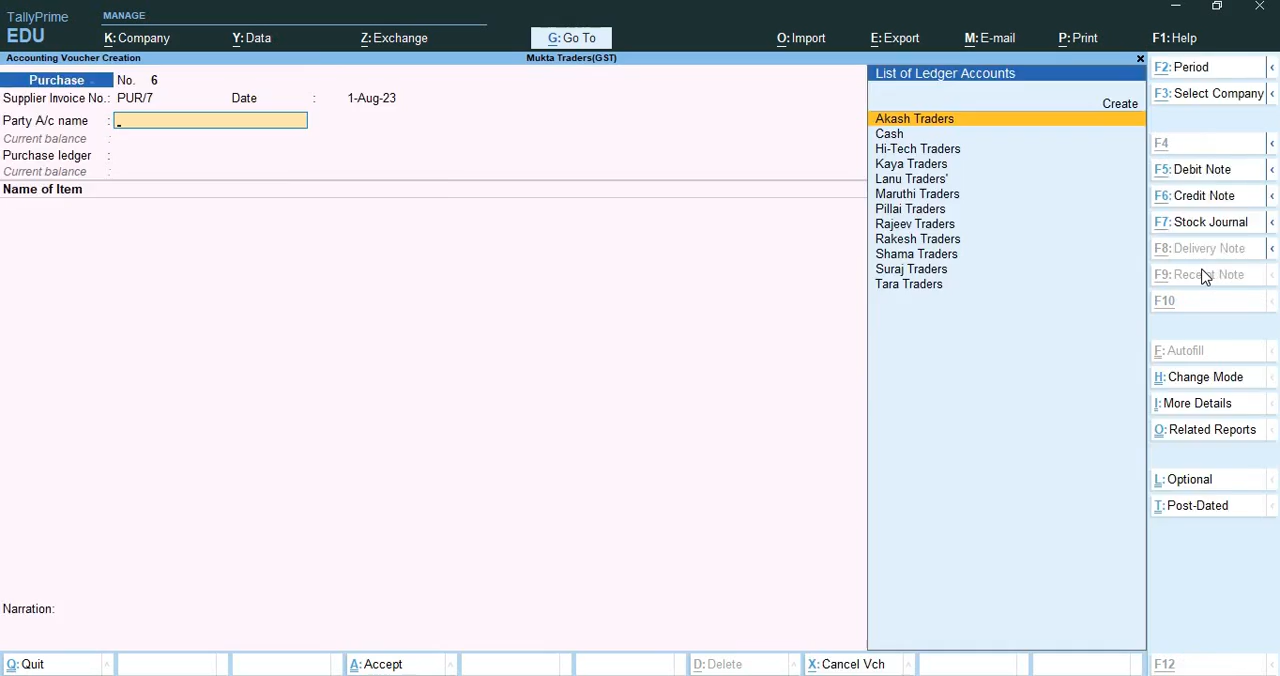 TallyPrime
EDU
MANAGE
K: Company
Y: Data
Z: Exchange
G: Go To
O: Import
E: Export
M: E-mail
P: Print
F1: Help
Accounting Voucher Creation
Mukta Traders(GST)
Purchase No. 6
Supplier Invoice No.: PUR/7 Date : 1-Aug-23
Party A/c name :
Current balance :
Purchase ledger :
Current balance :
Name of Item
Narration:
List of Ledger Accounts
Create
Akash Traders
Cash
Hi-Tech Traders
Kaya Traders
Lanu Traders'
Maruthi Traders
Pillai Traders
Rajeev Traders
Rakesh Traders
Shama Traders
Suraj Traders
Tara Traders
F2: Period
F3: Select Company
F4
F5: Debit Note
F6: Credit Note
F7: Stock Journal
F8: Delivery Note
F9: Receipt Note
F10
F: Autofill
H: Change Mode
I: More Details
O: Related Reports
L: Optional
T: Post-Dated
Q: Quit
A: Accept
D: Delete
X: Cancel Vch
F12